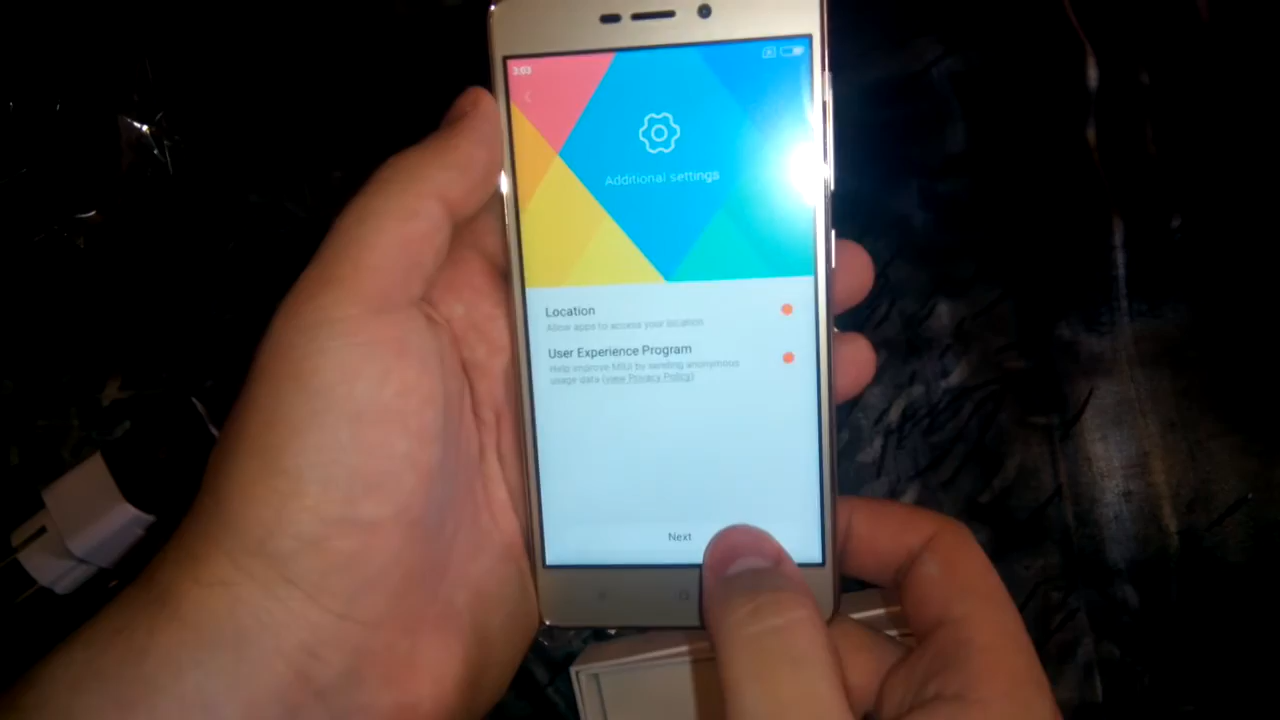 3:03
Additional settings
Location
Allow apps to access your location
User Experience Program
Help improve MIUI by sending anonymous
usage data (view Privacy Policy)
Next